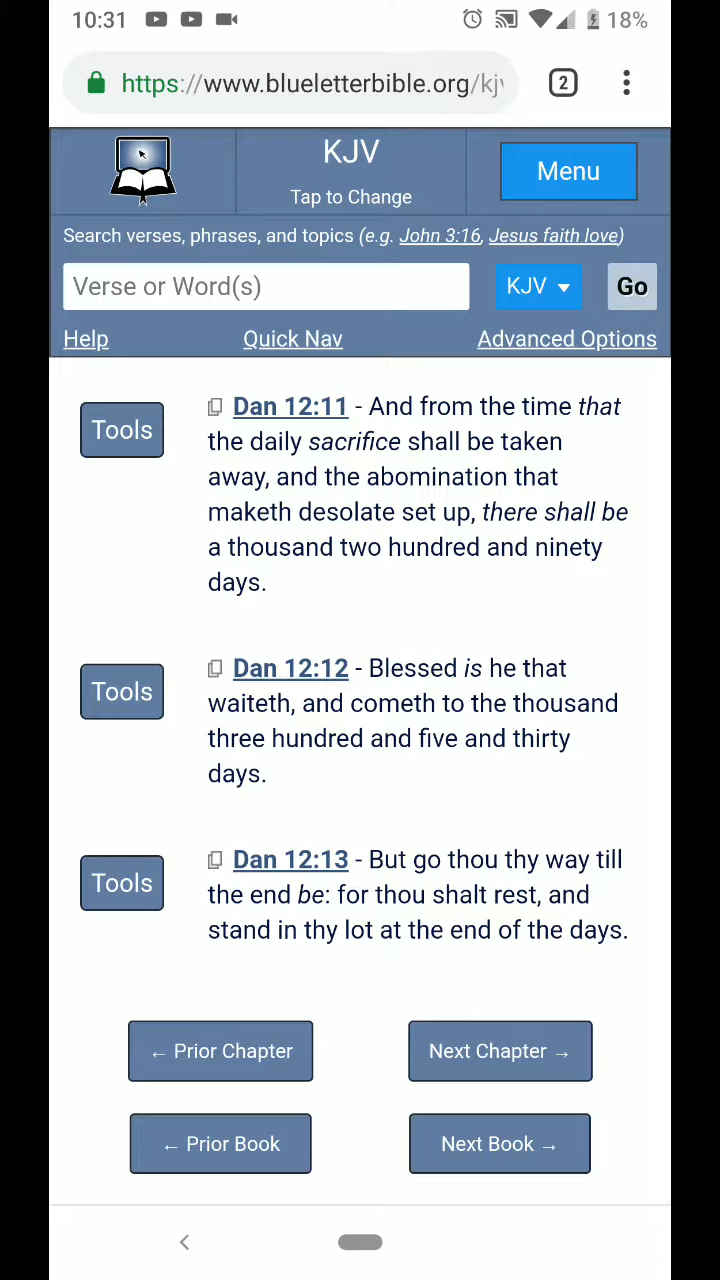 10:31 18%
https://www.blueletterbible.org/kj
2
KJV
Tap to Change
Menu
Search verses, phrases, and topics (e.g. John 3:16, Jesus faith love)
Verse or Word(s) KJV Go
Help Quick Nav Advanced Options
Tools
Dan 12:11 - And from the time that
the daily sacrifice shall be taken
away, and the abomination that
maketh desolate set up, there shall be
a thousand two hundred and ninety
days.
Tools
Dan 12:12 - Blessed is he that
waiteth, and cometh to the thousand
three hundred and five and thirty
days.
Tools
Dan 12:13 - But go thou thy way till
the end be: for thou shalt rest, and
stand in thy lot at the end of the days.
← Prior Chapter Next Chapter →
← Prior Book Next Book →